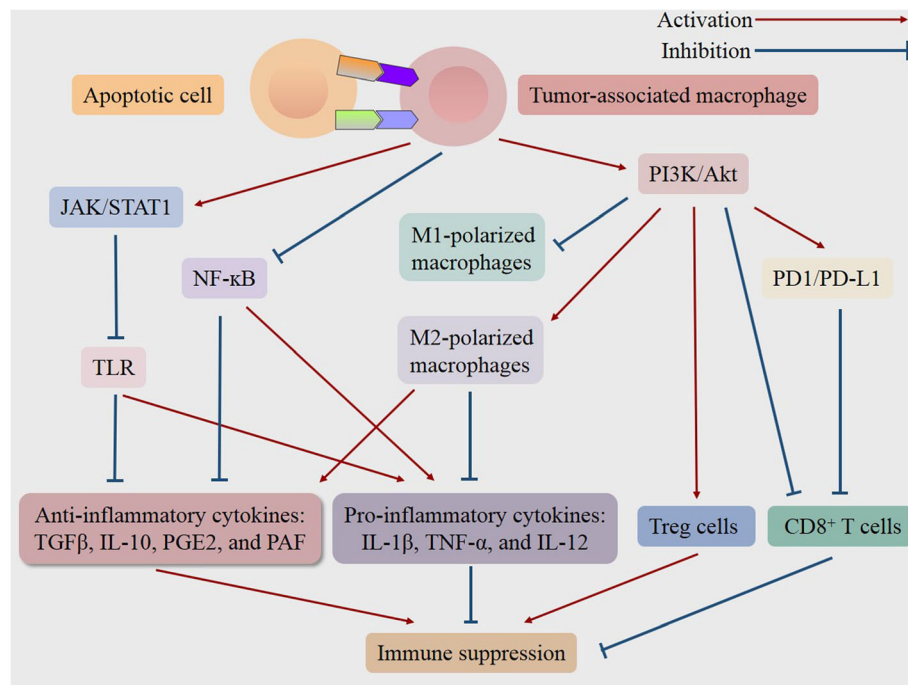 Activation
Inhibition
Apoptotic cell
Tumor-associated macrophage
JAK/STAT1
PI3K/Akt
M1-polarized
macrophages
NF-κB
PD1/PD-L1
M2-polarized
macrophages
TLR
Anti-inflammatory cytokines:
TGFβ, IL-10, PGE2, and PAF
Pro-inflammatory cytokines:
IL-1β, TNF-α, and IL-12
Treg cells
CD8⁺ T cells
Immune suppression